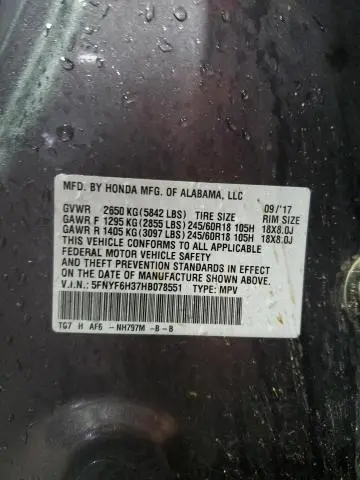 MFD. BY HONDA MFG. OF ALABAMA, LLC
09/'17
GVWR 2650 KG(5842 LBS) TIRE SIZE RIM SIZE
GAWR F 1295 KG(2855 LBS)245/60R18 105H 18X8.0J
GAWR R 1405 KG(3097 LBS)245/60R18 105H 18X8.0J
THIS VEHICLE CONFORMS TO ALL APPLICABLE
FEDERAL MOTOR VEHICLE SAFETY
AND THEFT PREVENTION STANDARDS IN EFFECT
ON THE DATE OF MANUFACTURE SHOWN ABOVE.
V.I.N.: 5FNYF6H37HB078551 TYPE: MPV
TG7 H AF6 -NH797M -B-B